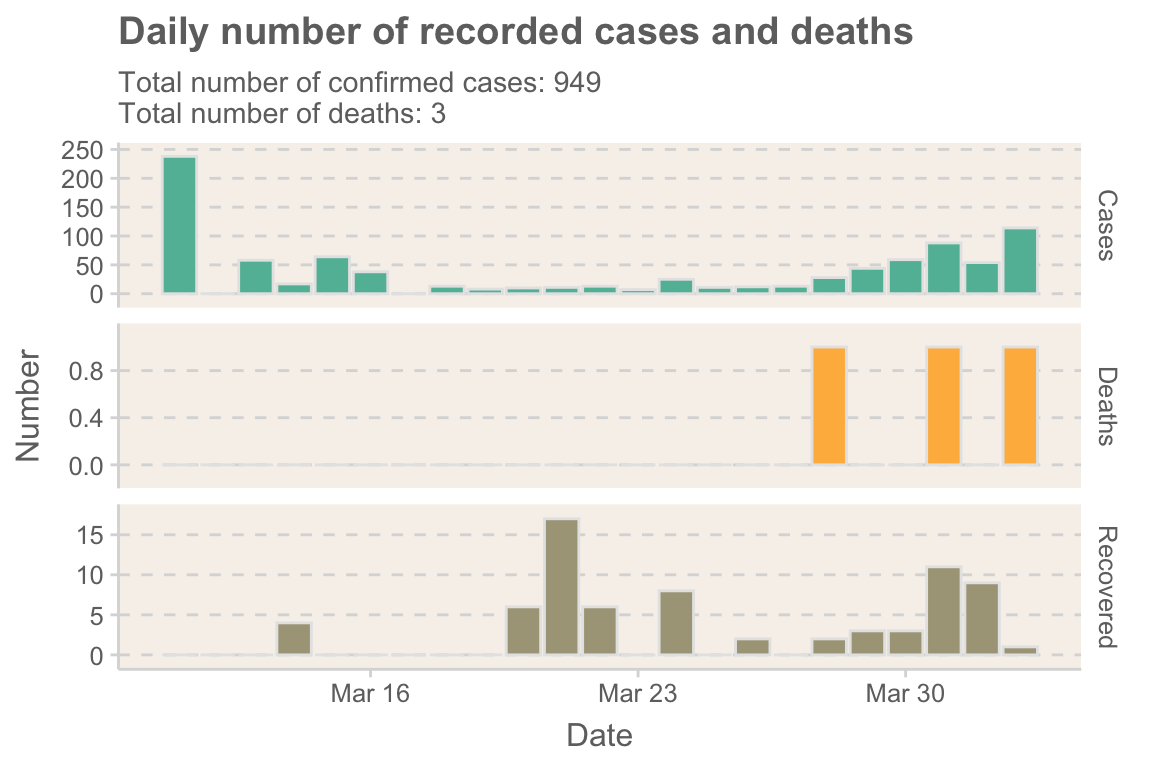 Daily number of recorded cases and deaths
Total number of confirmed cases: 949
Total number of deaths: 3
250
200
150
100
50
0
Cases
0.8
0.4
0.0
Deaths
Number
15
10
5
0
Recovered
Mar 16 Mar 23 Mar 30
Date